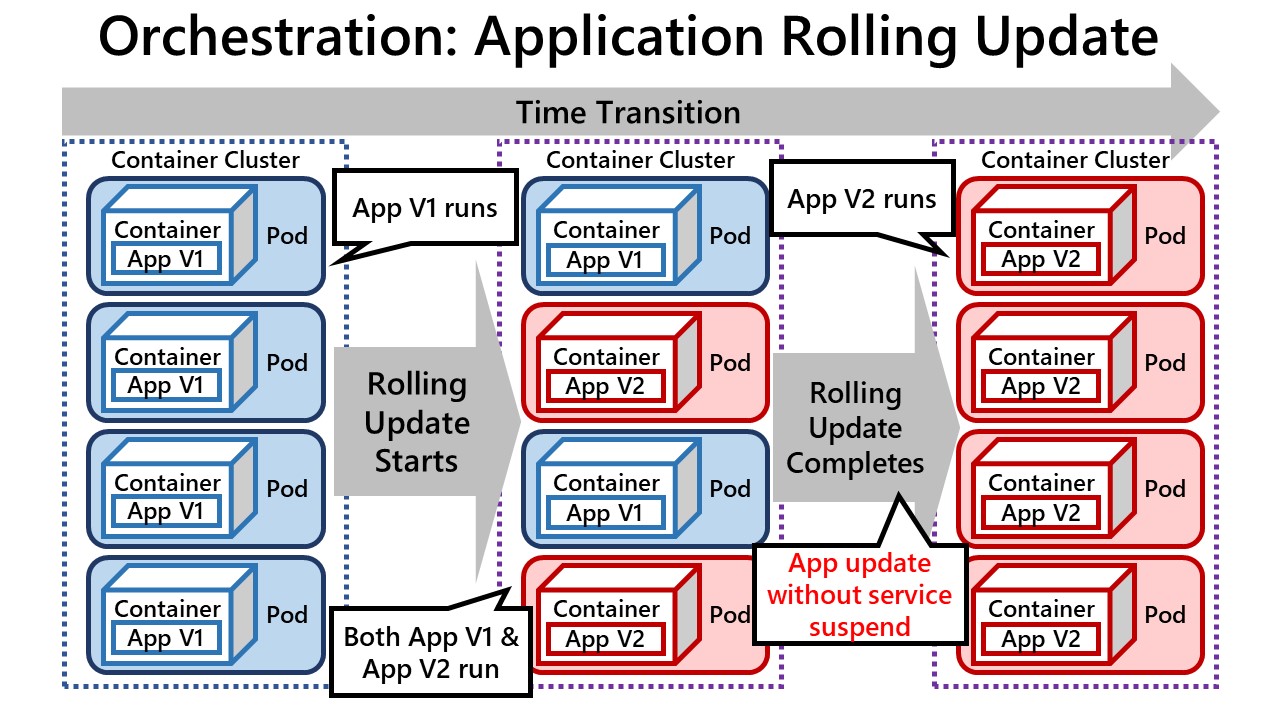 Orchestration: Application Rolling Update
Time Transition
Container Cluster
Container
App V1
Pod
Container
App V1
Pod
Container
App V1
Pod
Container
App V1
Pod
App V1 runs
Rolling
Update
Starts
Both App V1 &
App V2 run
Container Cluster
Container
App V1
Pod
Container
App V2
Pod
Container
App V1
Pod
Container
App V2
Pod
App V2 runs
Rolling
Update
Completes
App update
without service
suspend
Container Cluster
Container
App V2
Pod
Container
App V2
Pod
Container
App V2
Pod
Container
App V2
Pod